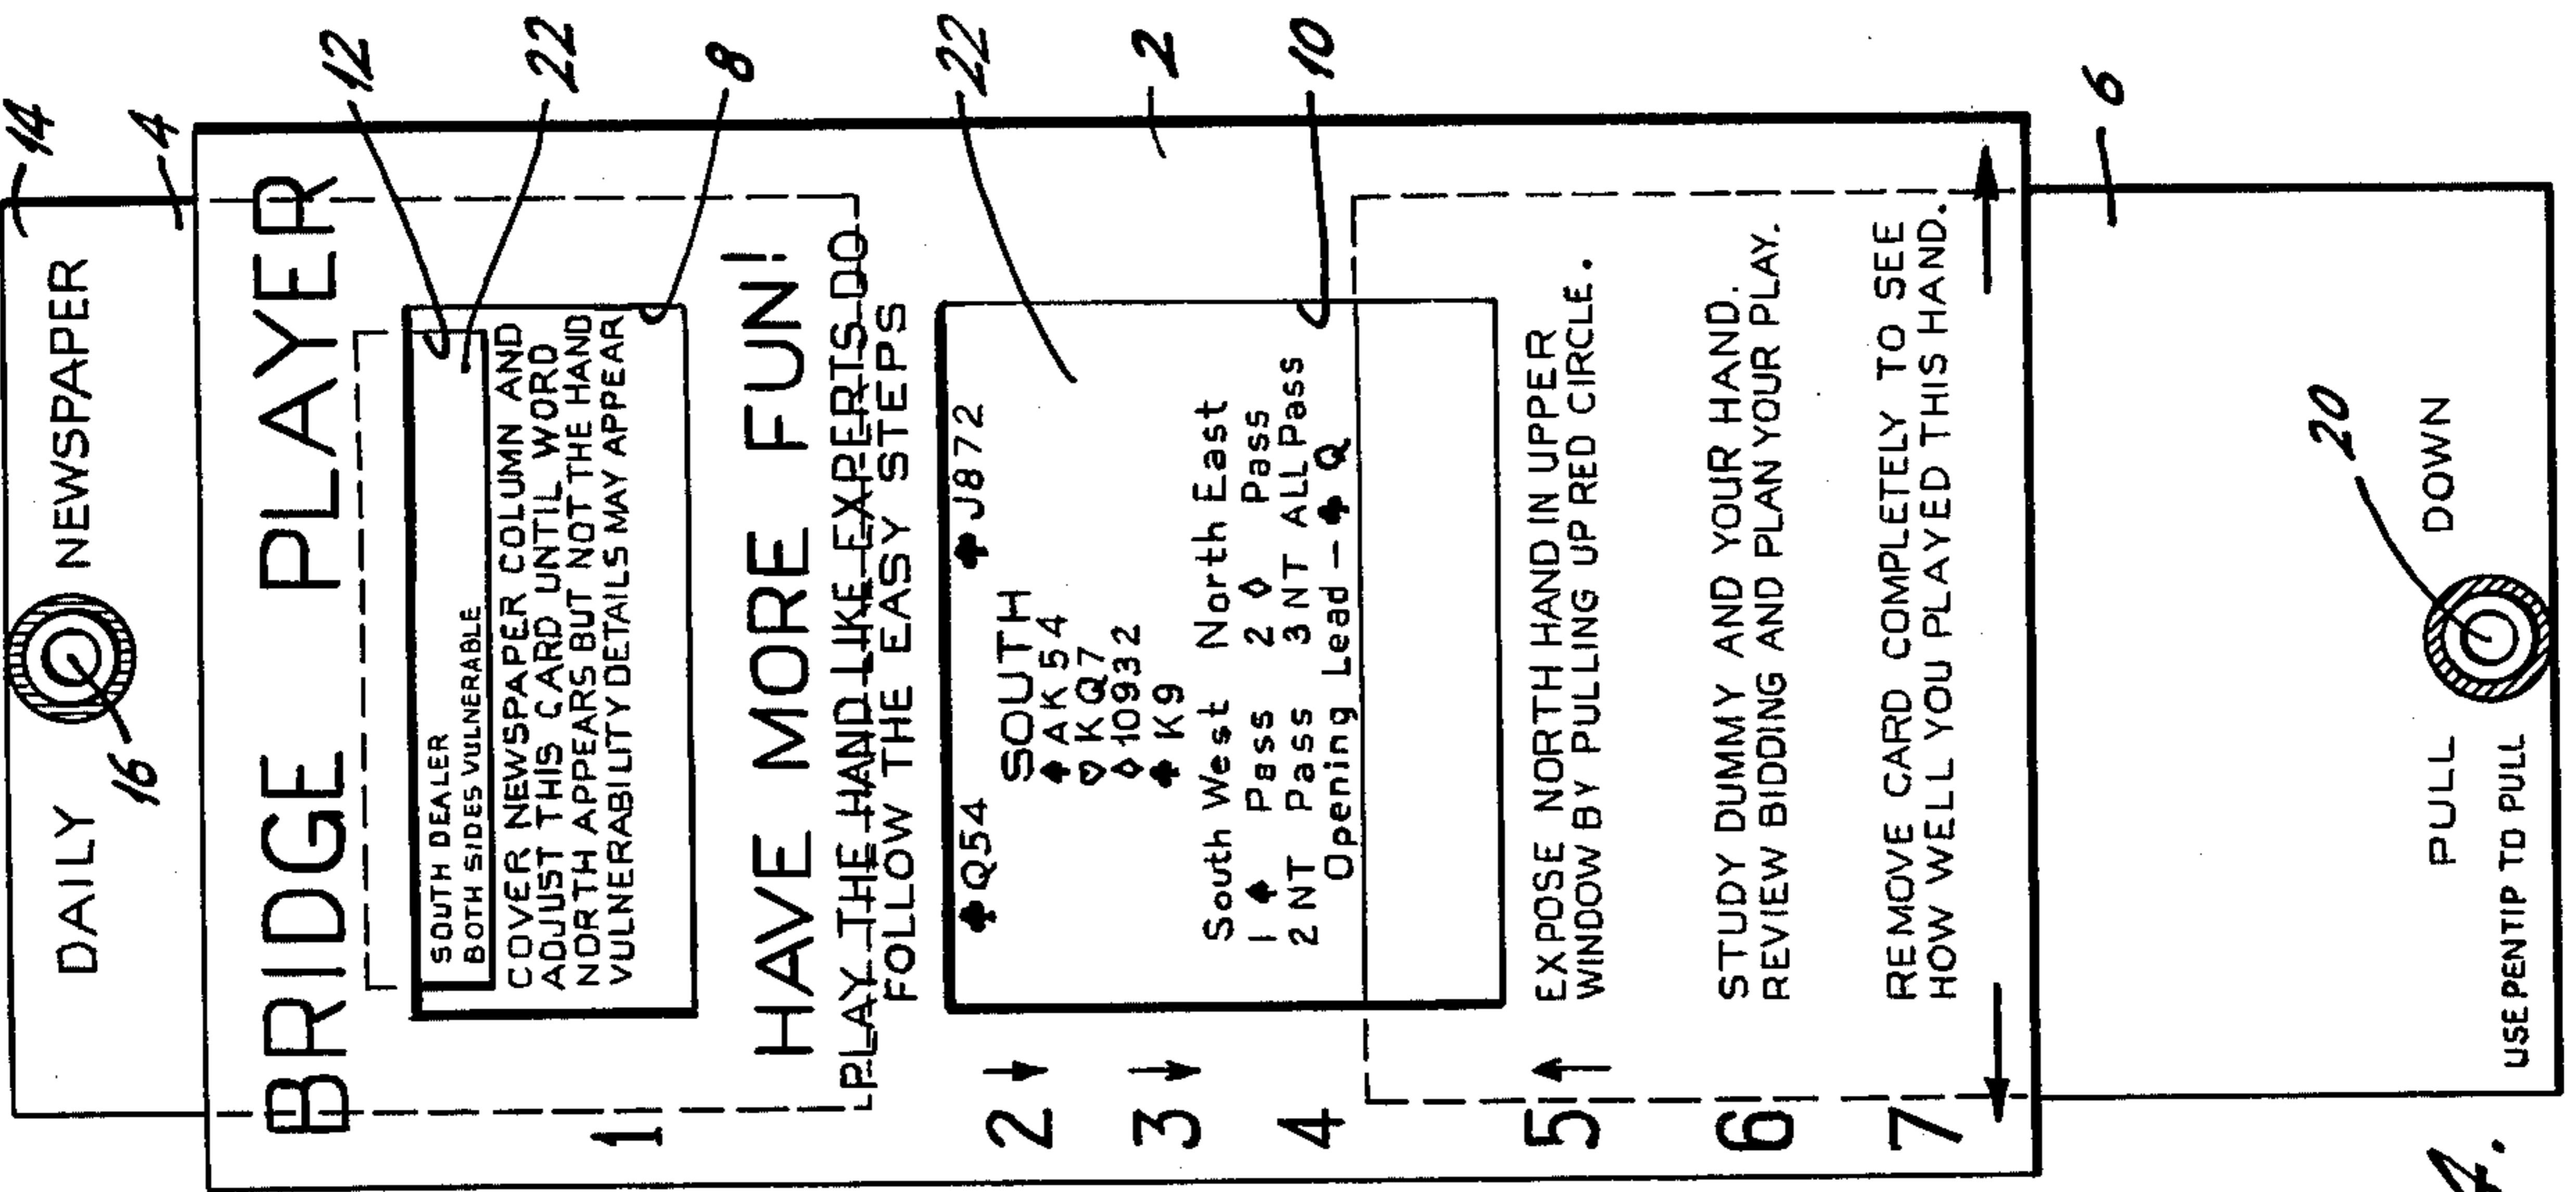 14
DAILY NEWSPAPER
16
4
BRIDGE PLAYER
12
22
SOUTH DEALER
BOTH SIDES VULNERABLE
1
COVER NEWSPAPER COLUMN AND
ADJUST THIS CARD UNTIL WORD
NORTH APPEARS BUT NOT THE HAND
VULNERABILITY DETAILS MAY APPEAR
8
HAVE MORE FUN!
PLAY THE HAND LIKE EXPERTS DO
FOLLOW THE EASY STEPS
22
♣Q54 ♣J872
2 ↓
SOUTH
♠AK54
♡KQ7
◇10932
♣K9
3 ↓
2
South West North East
1♠ Pass 2◇ Pass
2NT Pass 3NT ALLPass
Opening Lead-♣Q
4
10
5 ↑
EXPOSE NORTH HAND IN UPPER
WINDOW BY PULLING UP RED CIRCLE.
6
STUDY DUMMY AND YOUR HAND.
REVIEW BIDDING AND PLAN YOUR PLAY.
7
REMOVE CARD COMPLETELY TO SEE
HOW WELL YOU PLAYED THIS HAND.
← →
6
20
PULL DOWN
USE PENTIP TO PULL
4.